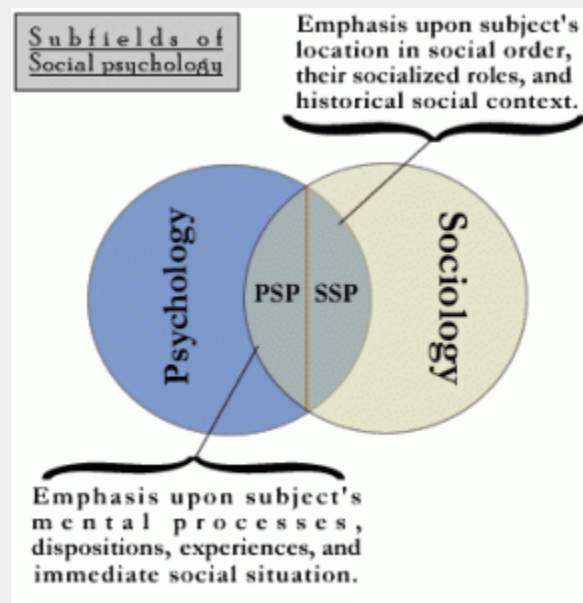 Subfields of
Social psychology
Emphasis upon subject's
location in social order,
their socialized roles, and
historical social context.
Psychology
PSP
SSP
Sociology
Emphasis upon subject's
mental processes,
dispositions, experiences, and
immediate social situation.